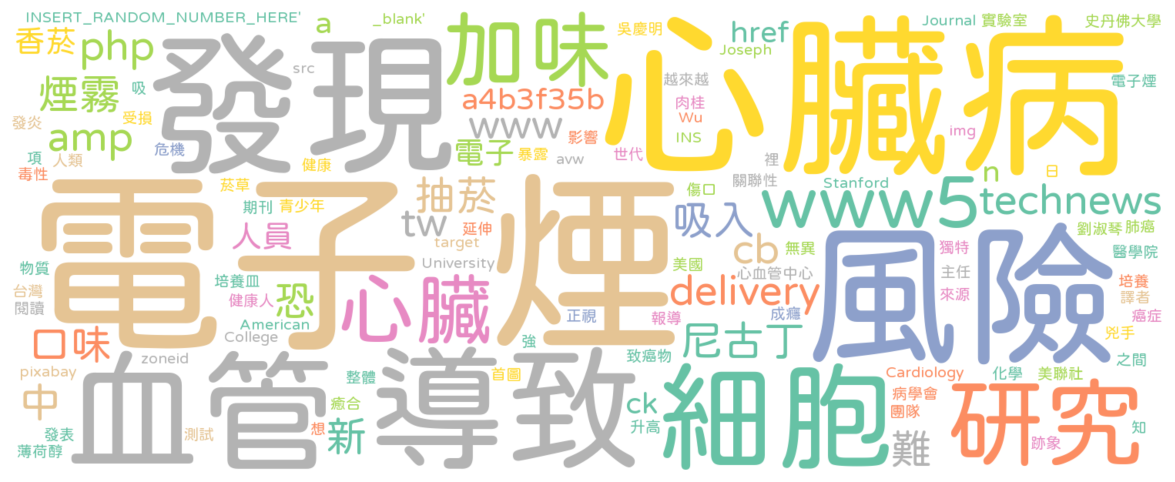 INSERT_RANDOM_NUMBER_HERE'
a
_blank'
吳慶明
href
Journal
實驗室
史丹佛大學
香菸
php
發現
加味
心臟病
Joseph
src
越來越
電子煙
煙霧
吸
a4b3f35b
肉桂
Wu
發炎
amp
受損
www
影響
INS
img
危機
電子
暴露
世代
裡
項
人類
健康
avw
關聯性
n
日
毒性
菸草
抽菸
傷口
Stanford
www5
technews
電子煙
期刊
青少年
tw
延伸
吸入
人員
target
cb
無異
風險
獨特
劉淑琴
肺癌
醫學院
物質
培養皿
University
美國
心血管中心
主任
培養
台灣
健康人
恐
心臟
delivery
來源
譯者
閱讀
American
正視
報導
成癮
癌症
口味
College
強
尼古丁
兇手
zoneid
致癌物
之間
pixabay
血管
導致
首圖
整體
細胞
Cardiology
化學
美聯社
中
癒合
ck
病學會
研究
團隊
發表
測試
新
想
升高
難
知
薄荷醇
跡象